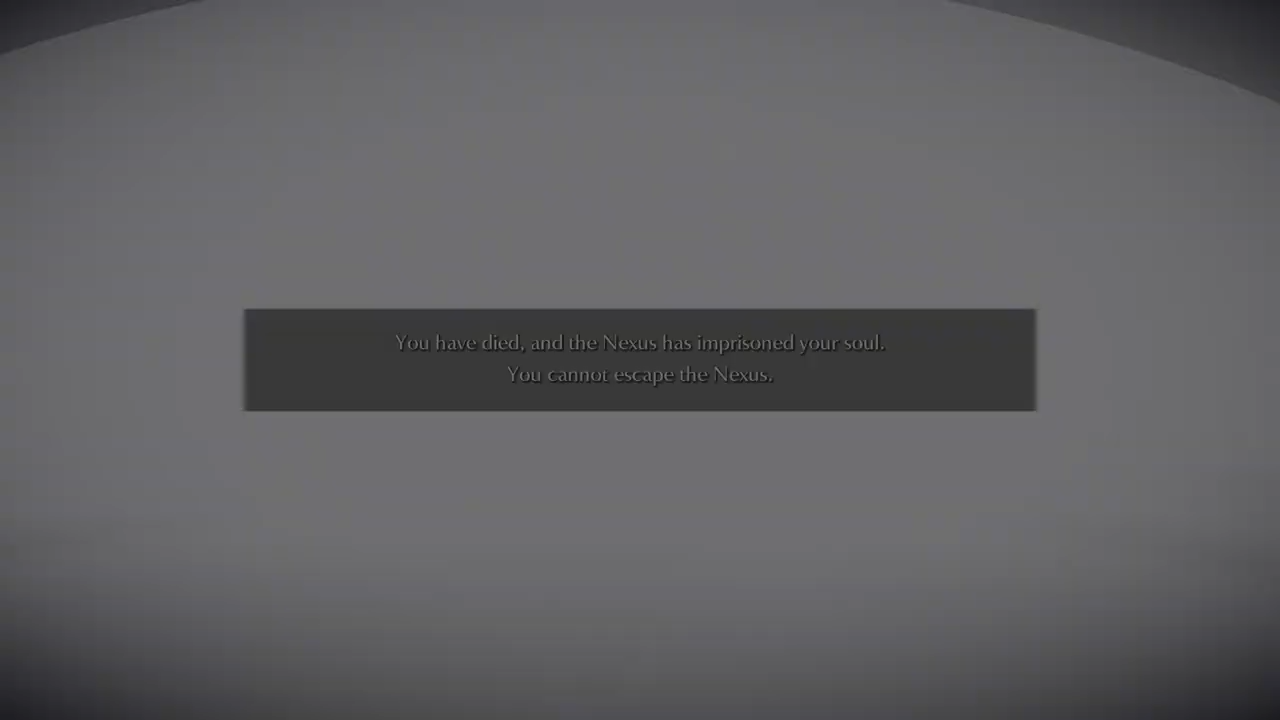 You have died, and the Nexus has imprisoned your soul.
You cannot escape the Nexus.